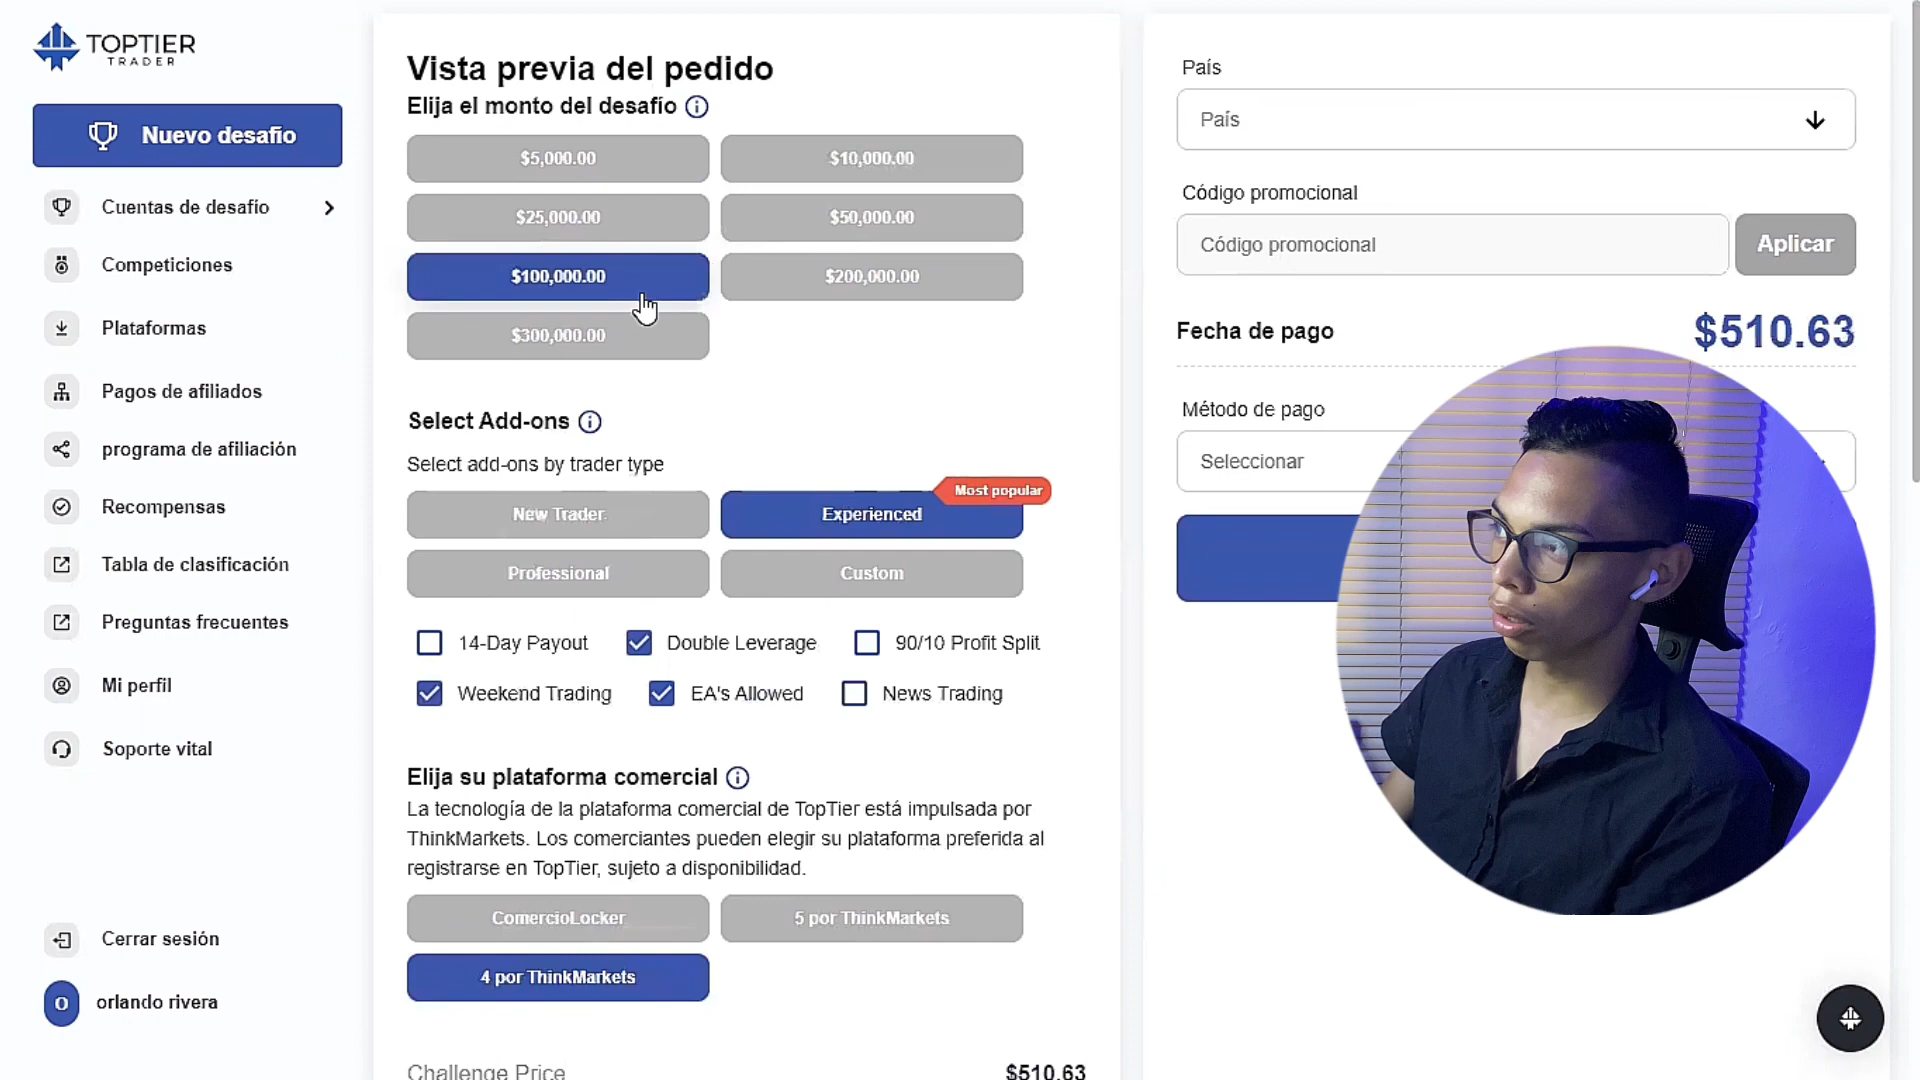 TOPTIER
TRADER
Nuevo desafío
Cuentas de desafío
Competiciones
Plataformas
Pagos de afiliados
programa de afiliación
Recompensas
Tabla de clasificación
Preguntas frecuentes
Mi perfil
Soporte vital
Cerrar sesión
O
orlando rivera
Vista previa del pedido
Elija el monto del desafío
$5,000.00
$10,000.00
$25,000.00
$50,000.00
$100,000.00
$200,000.00
$300,000.00
Select Add-ons
Select add-ons by trader type
Most popular
New Trader
Experienced
Professional
Custom
14-Day Payout
Double Leverage
90/10 Profit Split
Weekend Trading
EA's Allowed
News Trading
Elija su plataforma comercial
La tecnología de la plataforma comercial de TopTier está impulsada por
ThinkMarkets. Los comerciantes pueden elegir su plataforma preferida al
registrarse en TopTier, sujeto a disponibilidad.
ComercioLocker
5 por ThinkMarkets
4 por ThinkMarkets
Challenge Price
$510.63
País
País
Código promocional
Código promocional
Aplicar
Fecha de pago
$510.63
Método de pago
Seleccionar